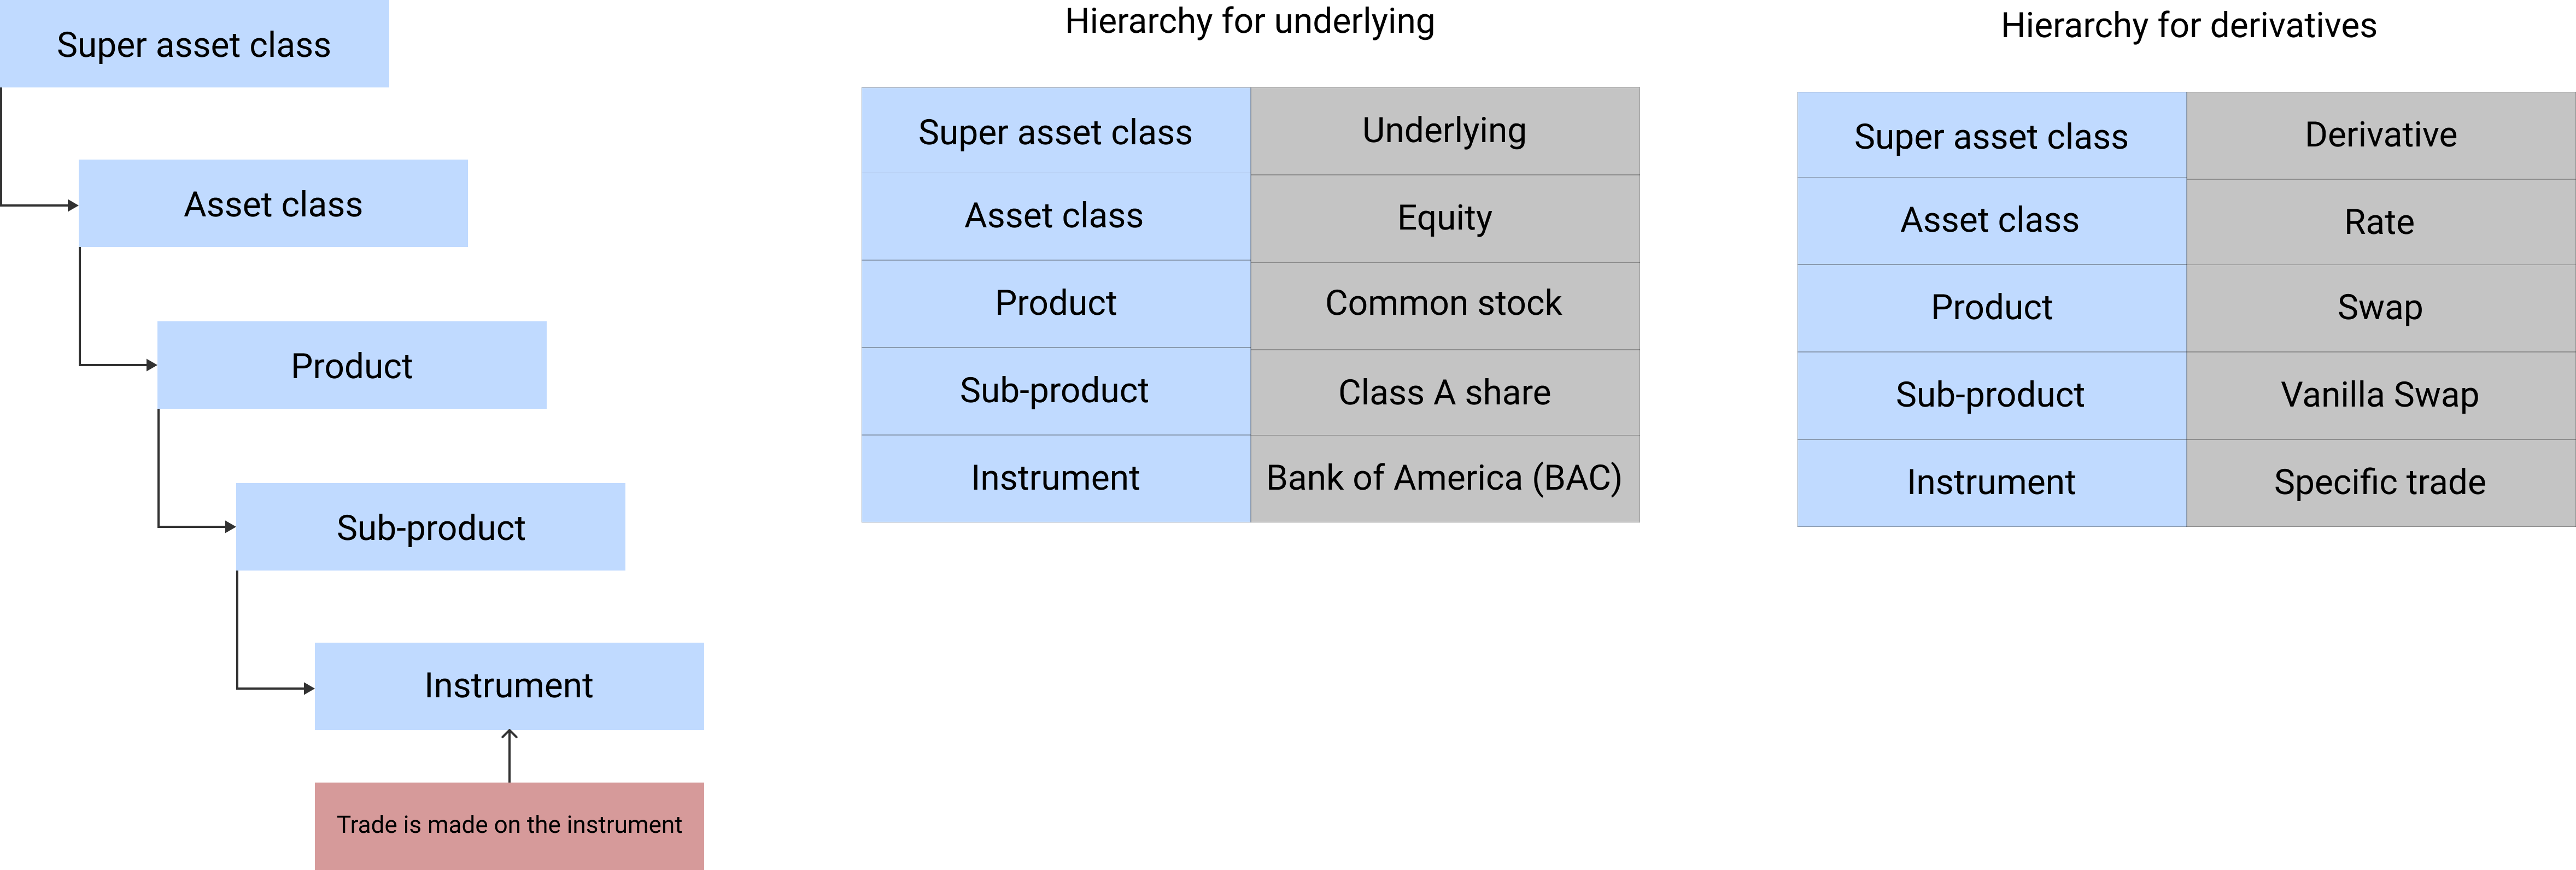 Super asset class
Asset class
Product
Sub-product
Instrument
Trade is made on the instrument
Hierarchy for underlying
Super asset class Underlying
Asset class Equity
Product Common stock
Sub-product Class A share
Instrument Bank of America (BAC)
Hierarchy for derivatives
Super asset class Derivative
Asset class Rate
Product Swap
Sub-product Vanilla Swap
Instrument Specific trade